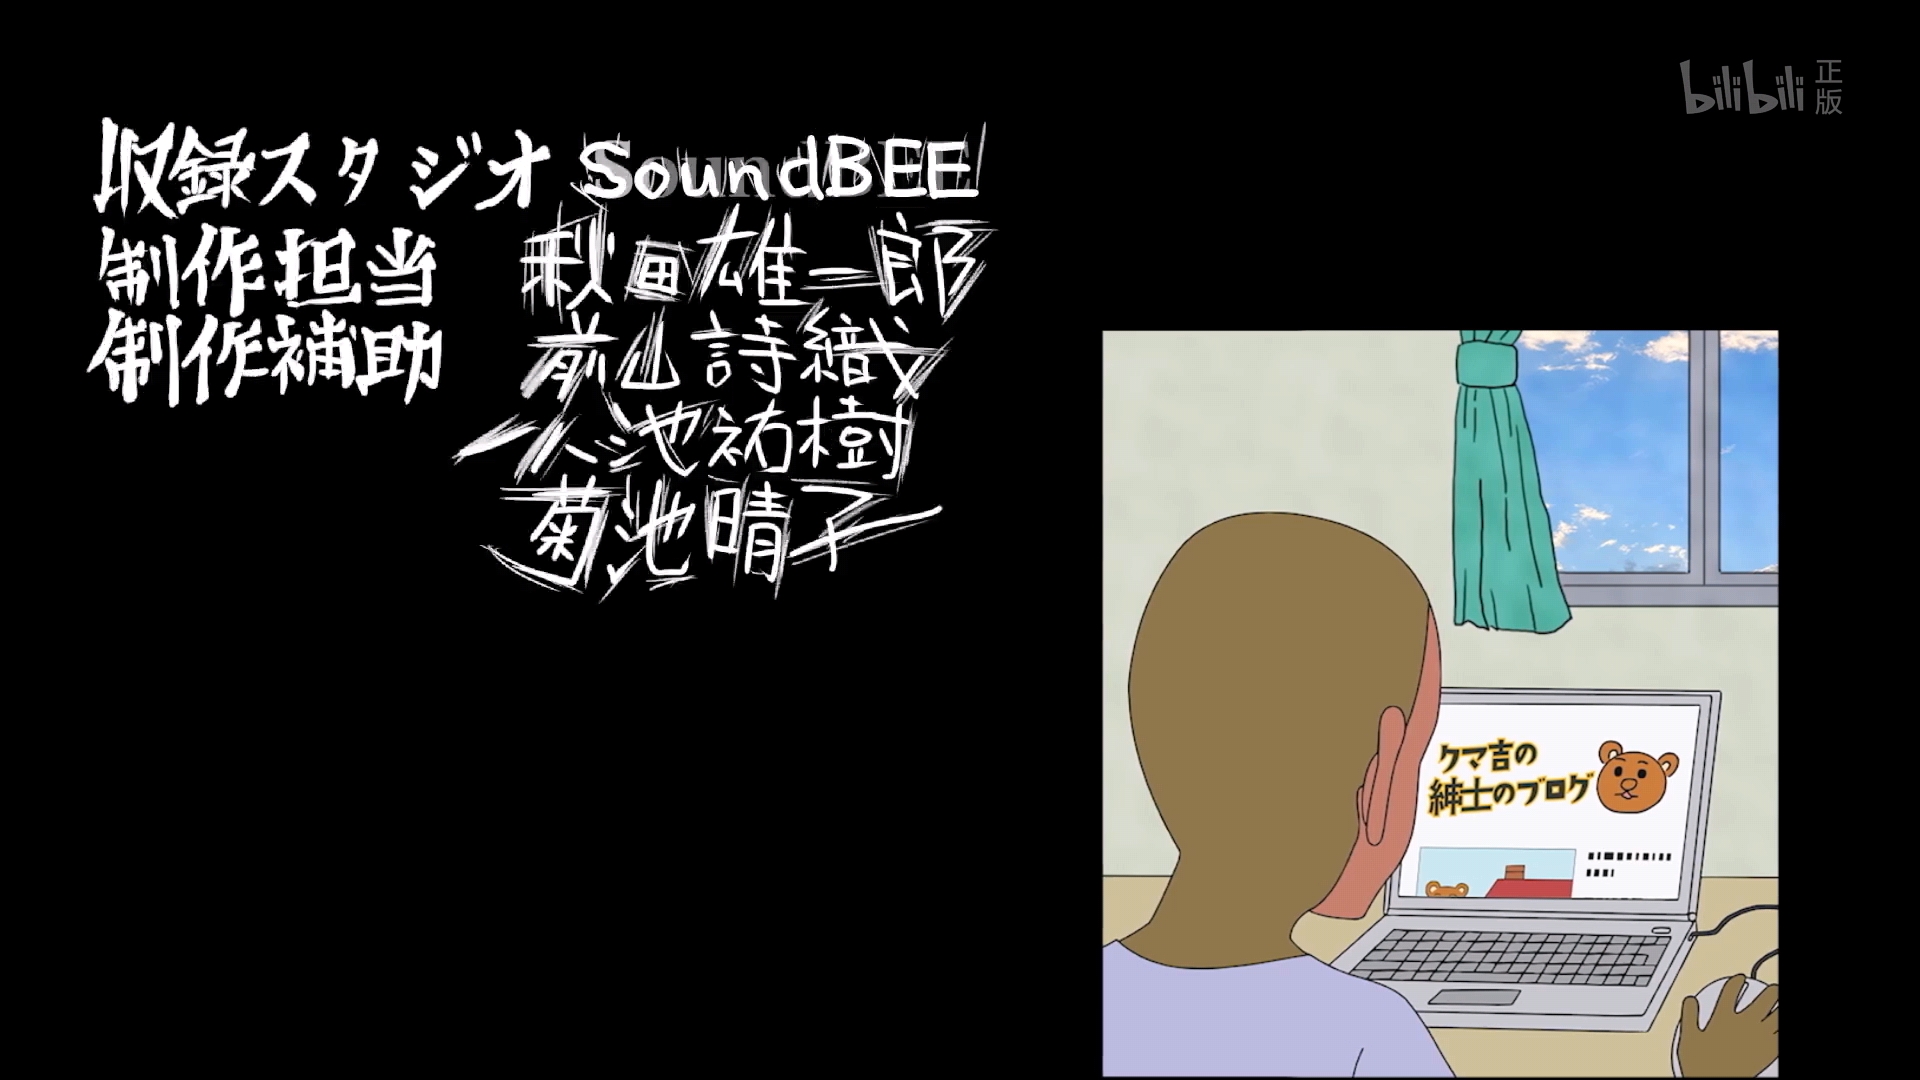 bilibili 正版
収録スタジオ SoundBEE
制作担当 秋田雄一郎
制作補助 前山詩織
八μ池祐樹
菊池晴子
クマ吉の
紳士のブログ